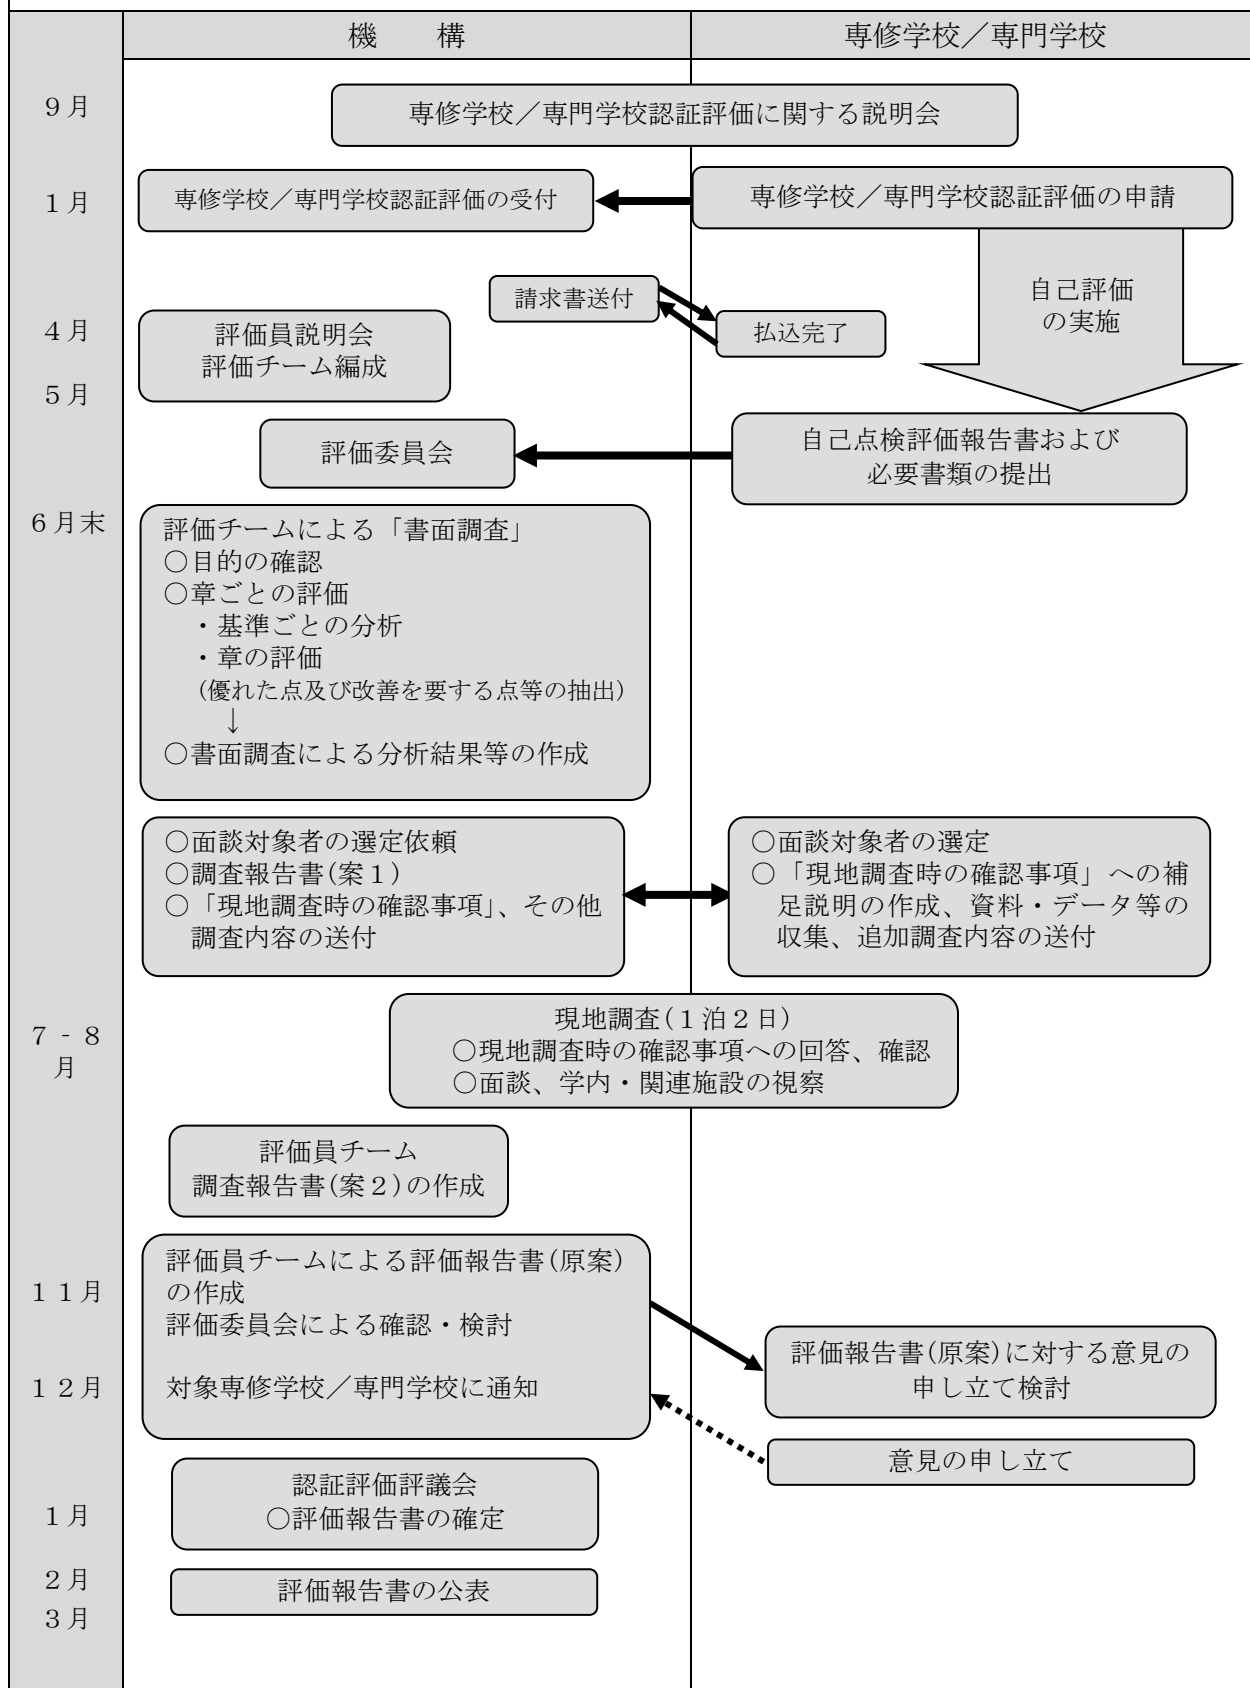 機　　構
専修学校／専門学校
９月
専修学校／専門学校認証評価に関する説明会
１月
専修学校／専門学校認証評価の受付
専修学校／専門学校認証評価の申請
自己評価
の実施
請求書送付
払込完了
４月
評価員説明会
評価チーム編成
５月
評価委員会
自己点検評価報告書および
必要書類の提出
６月末
評価チームによる「書面調査」
○目的の確認
○章ごとの評価
・基準ごとの分析
・章の評価
（優れた点及び改善を要する点等の抽出）
↓
○書面調査による分析結果等の作成
○面談対象者の選定依頼
○調査報告書(案１)
○「現地調査時の確認事項」、その他
調査内容の送付
○面談対象者の選定
○「現地調査時の確認事項」への補
足説明の作成、資料・データ等の
収集、追加調査内容の送付
７‐８
月
現地調査(１泊２日)
○現地調査時の確認事項への回答、確認
○面談、学内・関連施設の視察
評価員チーム
調査報告書(案２)の作成
１１月
評価員チームによる評価報告書(原案)
の作成
評価委員会による確認・検討
１２月
対象専修学校／専門学校に通知
評価報告書(原案)に対する意見の
申し立て検討
意見の申し立て
１月
認証評価評議会
○評価報告書の確定
２月
評価報告書の公表
３月